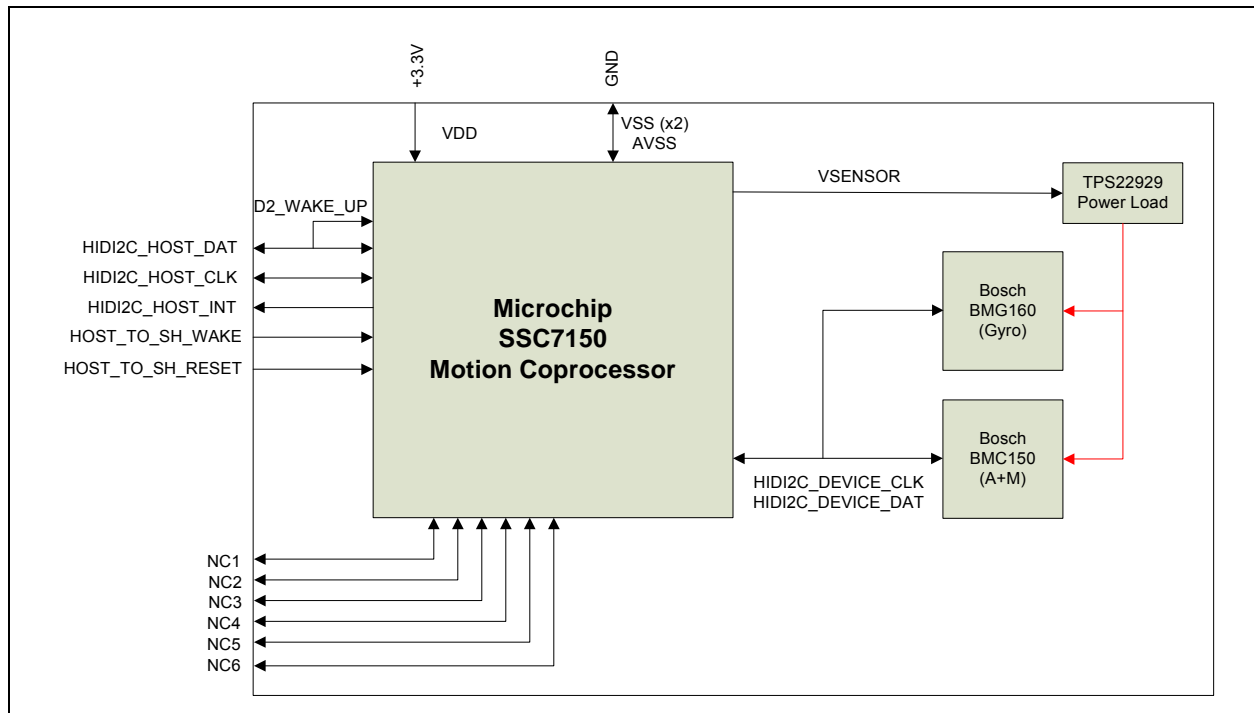 +3.3V
GND
VDD
VSS (x2)
AVSS
VSENSOR
TPS22929
Power Load
D2_WAKE_UP
HIDI2C_HOST_DAT
HIDI2C_HOST_CLK
HIDI2C_HOST_INT
HOST_TO_SH_WAKE
HOST_TO_SH_RESET
Microchip
SSC7150
Motion Coprocessor
Bosch
BMG160
(Gyro)
Bosch
BMC150
(A+M)
HIDI2C_DEVICE_CLK
HIDI2C_DEVICE_DAT
NC1
NC2
NC3
NC4
NC5
NC6